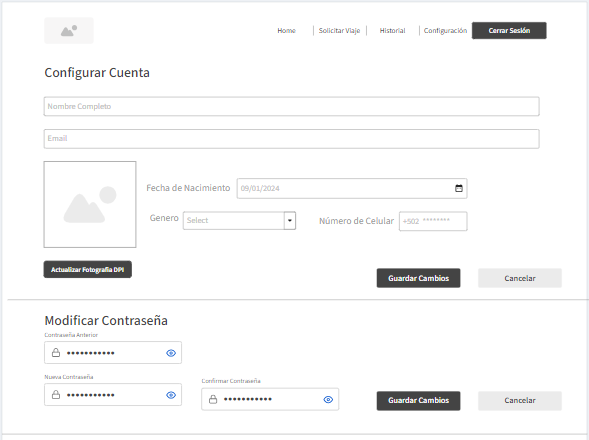 Home | Solicitar Viaje | Historial | Configuración Cerrar Sesión
Configurar Cuenta
Nombre Completo
Email
Fecha de Nacimiento 09/01/2024
Genero Select Número de Celular +502 ********
Actualizar Fotografia DPI Guardar Cambios Cancelar
Modificar Contraseña
Contraseña Anterior
•••••••••••
Nueva Contraseña Confirmar Contraseña
••••••••••• ••••••••••• Guardar Cambios Cancelar